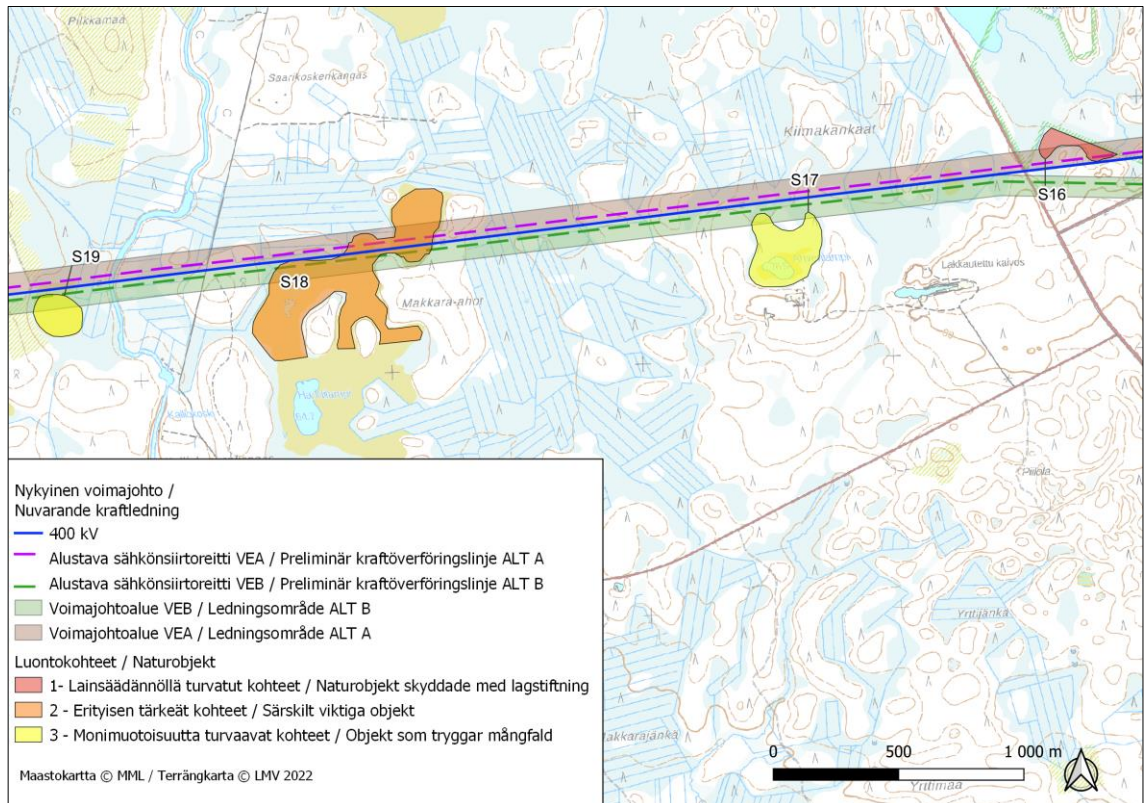 Pilkkamaa
Saarikoskenkangas
Kiimakankaat
S17
S16
S19
S18
Lakkautettu kaivos
Makkara-ahot
Kalliokoski
Yritjänkä
Yritimaa
Nykyinen voimajohto /
Nuvarande kraftledning
400 kV
Alustava sähkönsiirtoreitti VEA / Preliminär kraftöverföringslinje ALT A
Alustava sähkönsiirtoreitti VEB / Preliminär kraftöverföringslinje ALT B
Voimajohtoalue VEB / Ledningsområde ALT B
Voimajohtoalue VEA / Ledningsområde ALT A
Luontokohteet / Naturobjekt
1- Lainsäädännöllä turvatut kohteet / Naturobjekt skyddade med lagstiftning
2 - Erityisen tärkeät kohteet / Särskilt viktiga objekt
3 - Monimuotoisuutta turvaavat kohteet / Objekt som tryggar mångfald
Maastokartta © MML / Terrängkarta © LMV 2022
0 500 1 000 m